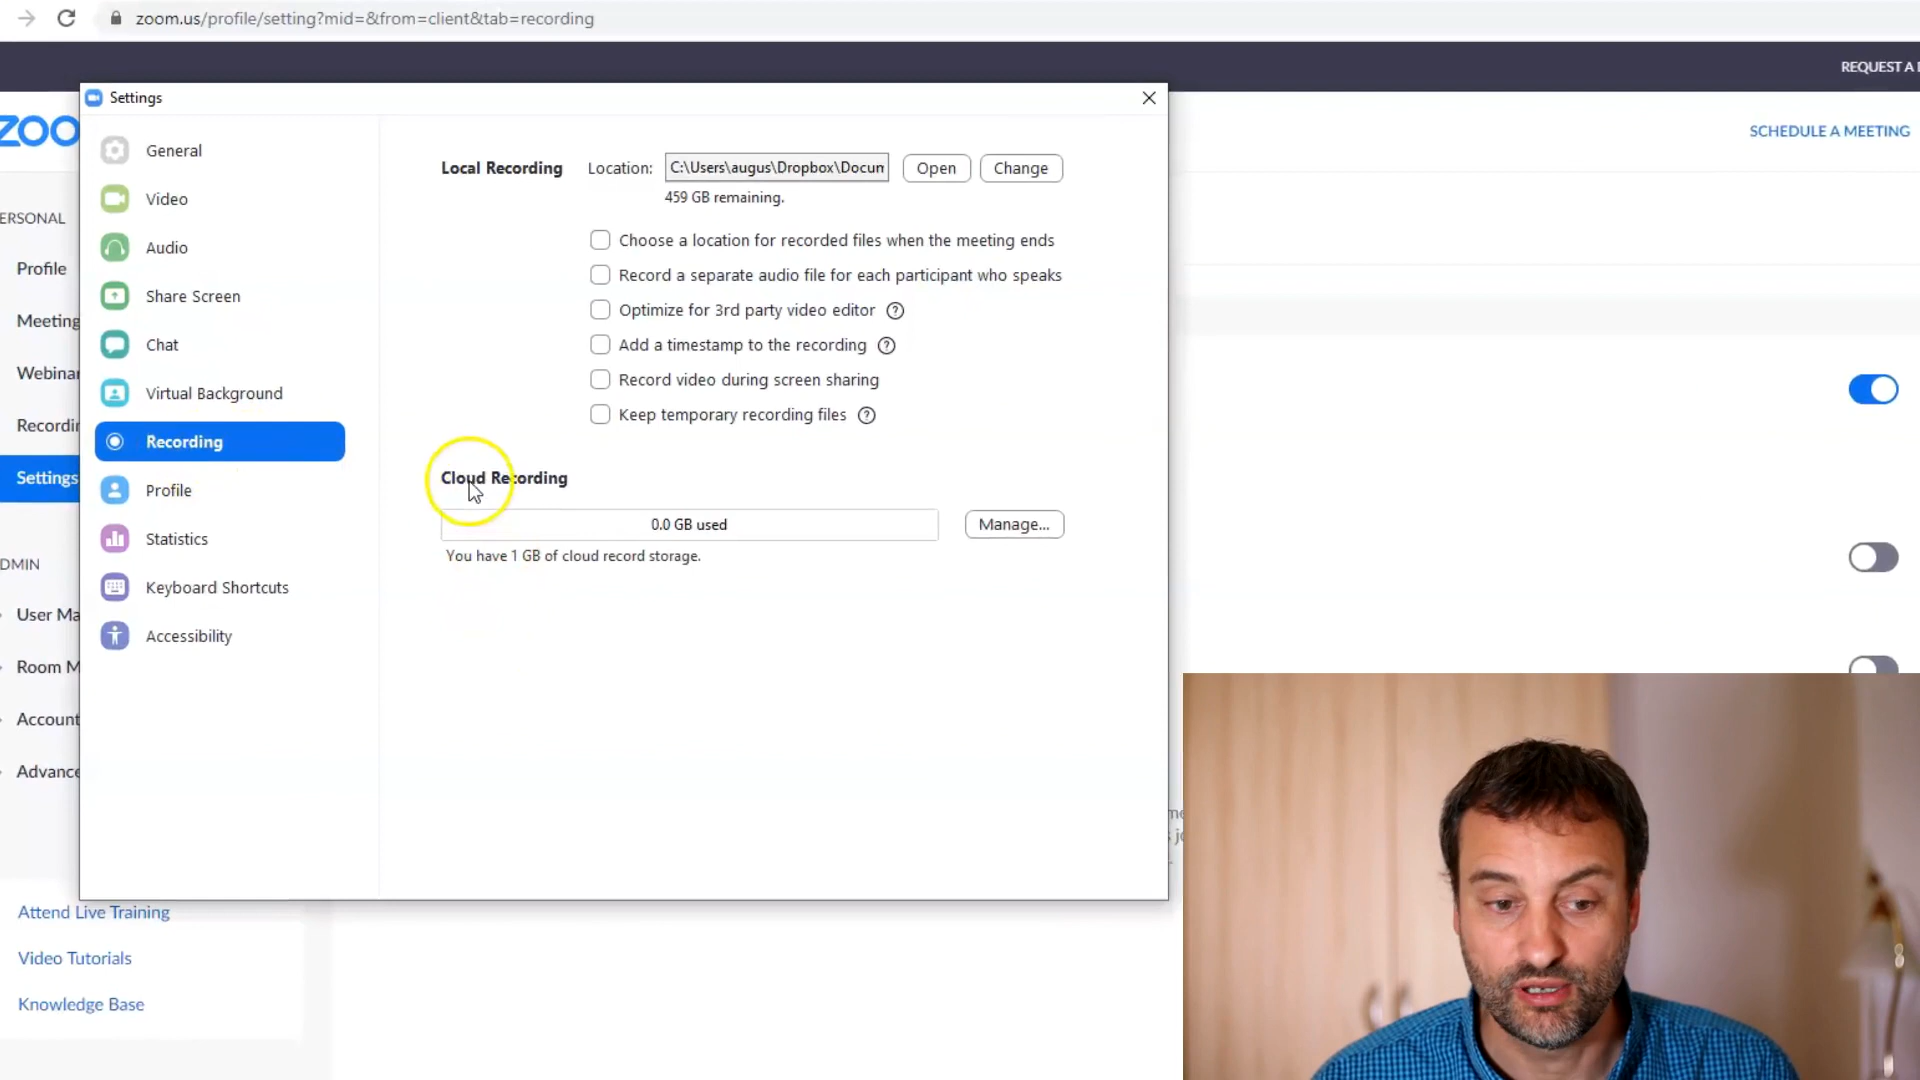 zoom.us/profile/setting?mid=&from=client&tab=recording
REQUEST A
Settings
zoo
SCHEDULE A MEETING
General
Video
Audio
Share Screen
Chat
Virtual Background
Recording
Profile
Statistics
Keyboard Shortcuts
Accessibility
Local Recording Location: C:\Users\augus\Dropbox\Docun Open Change
459 GB remaining.
Choose a location for recorded files when the meeting ends
Record a separate audio file for each participant who speaks
Optimize for 3rd party video editor ?
Add a timestamp to the recording ?
Record video during screen sharing
Keep temporary recording files ?
Cloud Recording
0.0 GB used Manage...
You have 1 GB of cloud record storage.
ERSONAL
Profile
Meeting
Webinar
Recordin
Settings
DMIN
User Ma
Room M
Account
Advance
Attend Live Training
Video Tutorials
Knowledge Base